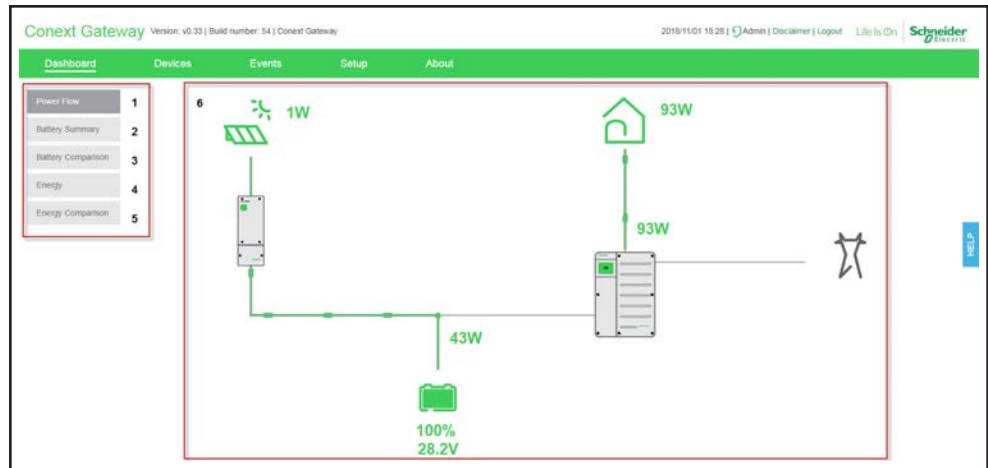 Conext Gateway Version: v0.33 | Build number: 54 | Conext Gateway
2018/11/01 18:28 | Admin | Disclaimer | Logout
Life Is On Schneider Electric
Dashboard Devices Events Setup About
Power Flow 1
Battery Summary 2
Battery Comparison 3
Energy 4
Energy Comparison 5
6
1W
93W
93W
HELP
43W
100%
28.2V